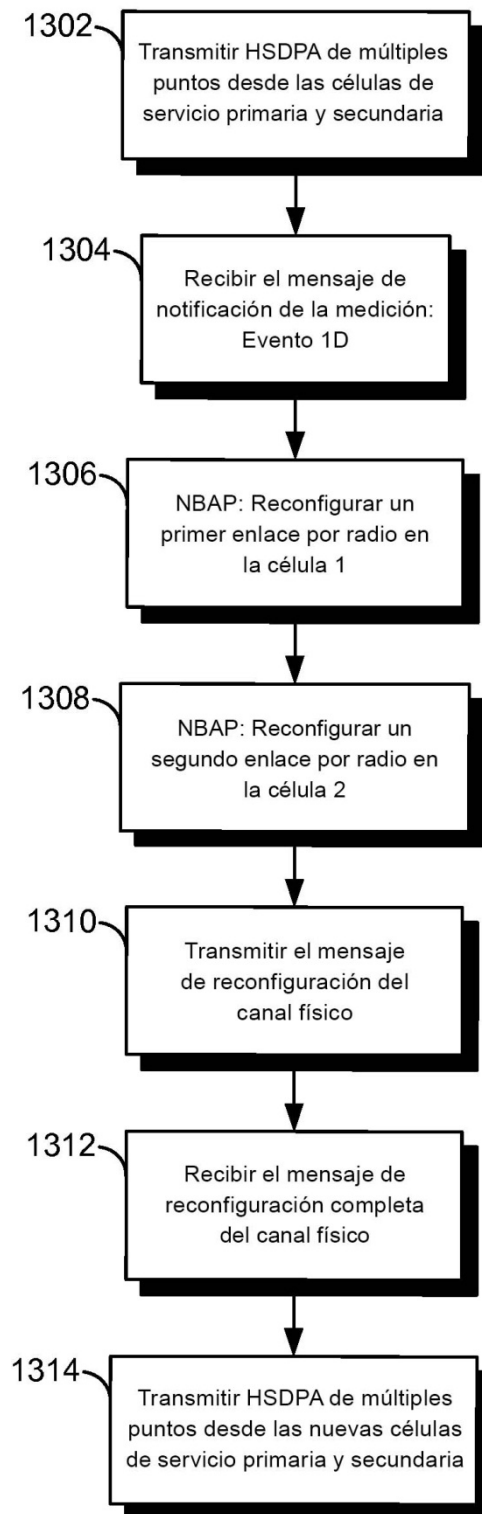 1302
Transmitir HSDPA de múltiples
puntos desde las células de
servicio primaria y secundaria
1304
Recibir el mensaje de
notificación de la medición:
Evento 1D
1306
NBAP: Reconfigurar un
primer enlace por radio en
la célula 1
1308
NBAP: Reconfigurar un
segundo enlace por radio en
la célula 2
1310
Transmitir el mensaje
de reconfiguración del
canal físico
1312
Recibir el mensaje de
reconfiguración completa
del canal físico
1314
Transmitir HSDPA de múltiples
puntos desde las nuevas células
de servicio primaria y secundaria